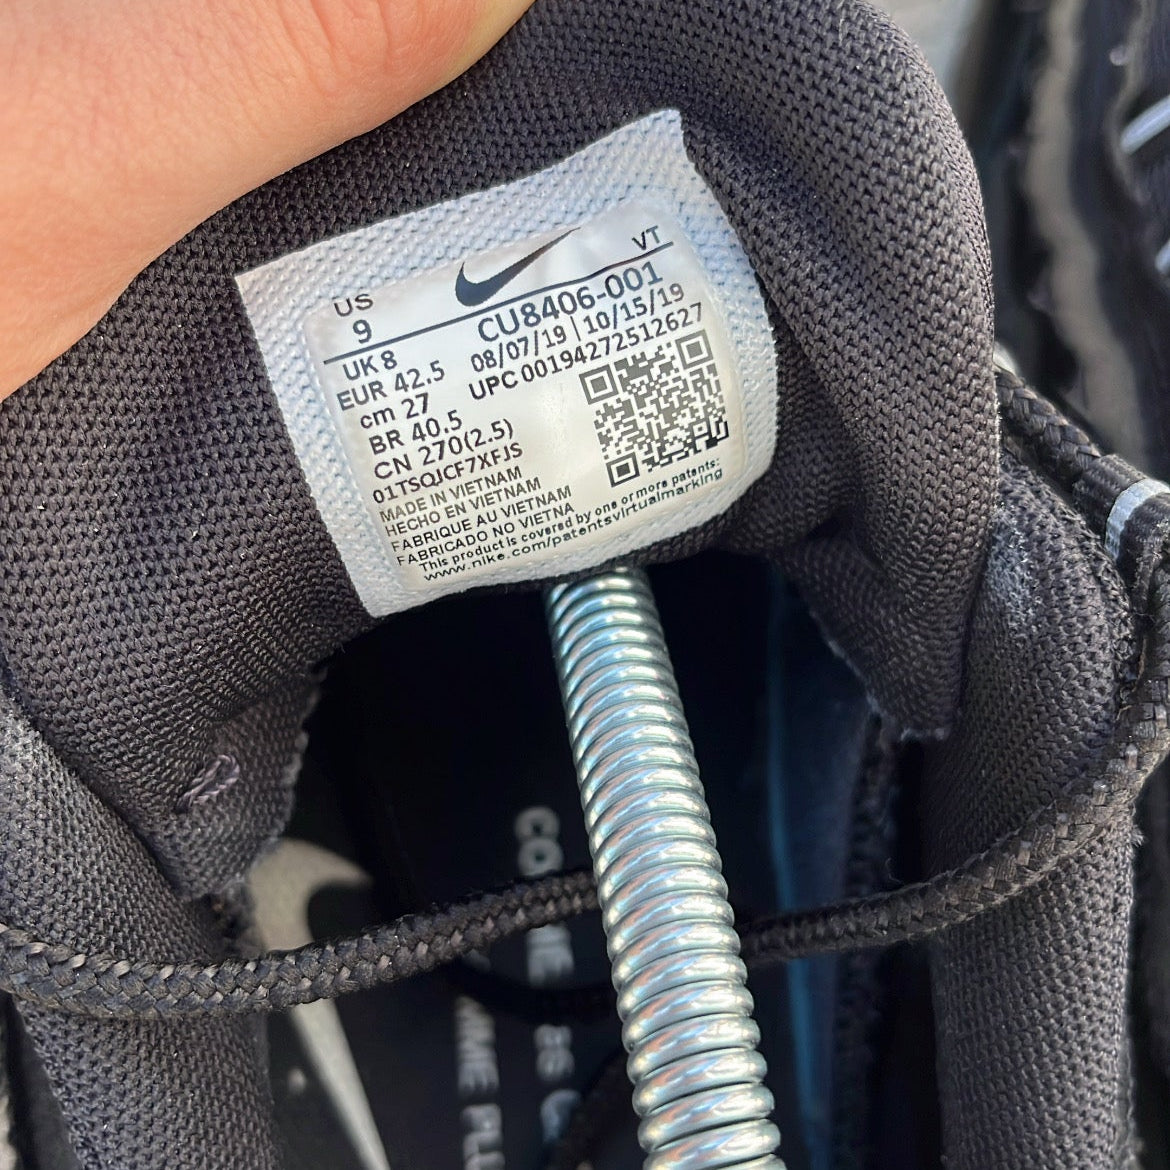 US
9
VT
CU8406-001
UK 8
08/07/19 | 10/15/19
EUR 42.5
UPC 00194272512627
cm 27
BR 40.5
CN 270(2.5)
01TSQJCF7XFJS
MADE IN VIETNAM
HECHO EN VIETNAM
FABRIQUE AU VIETNAM
FABRICADO NO VIETNA
This product is covered by one or more patents:
www.nike.com/patentsvirtualmarking